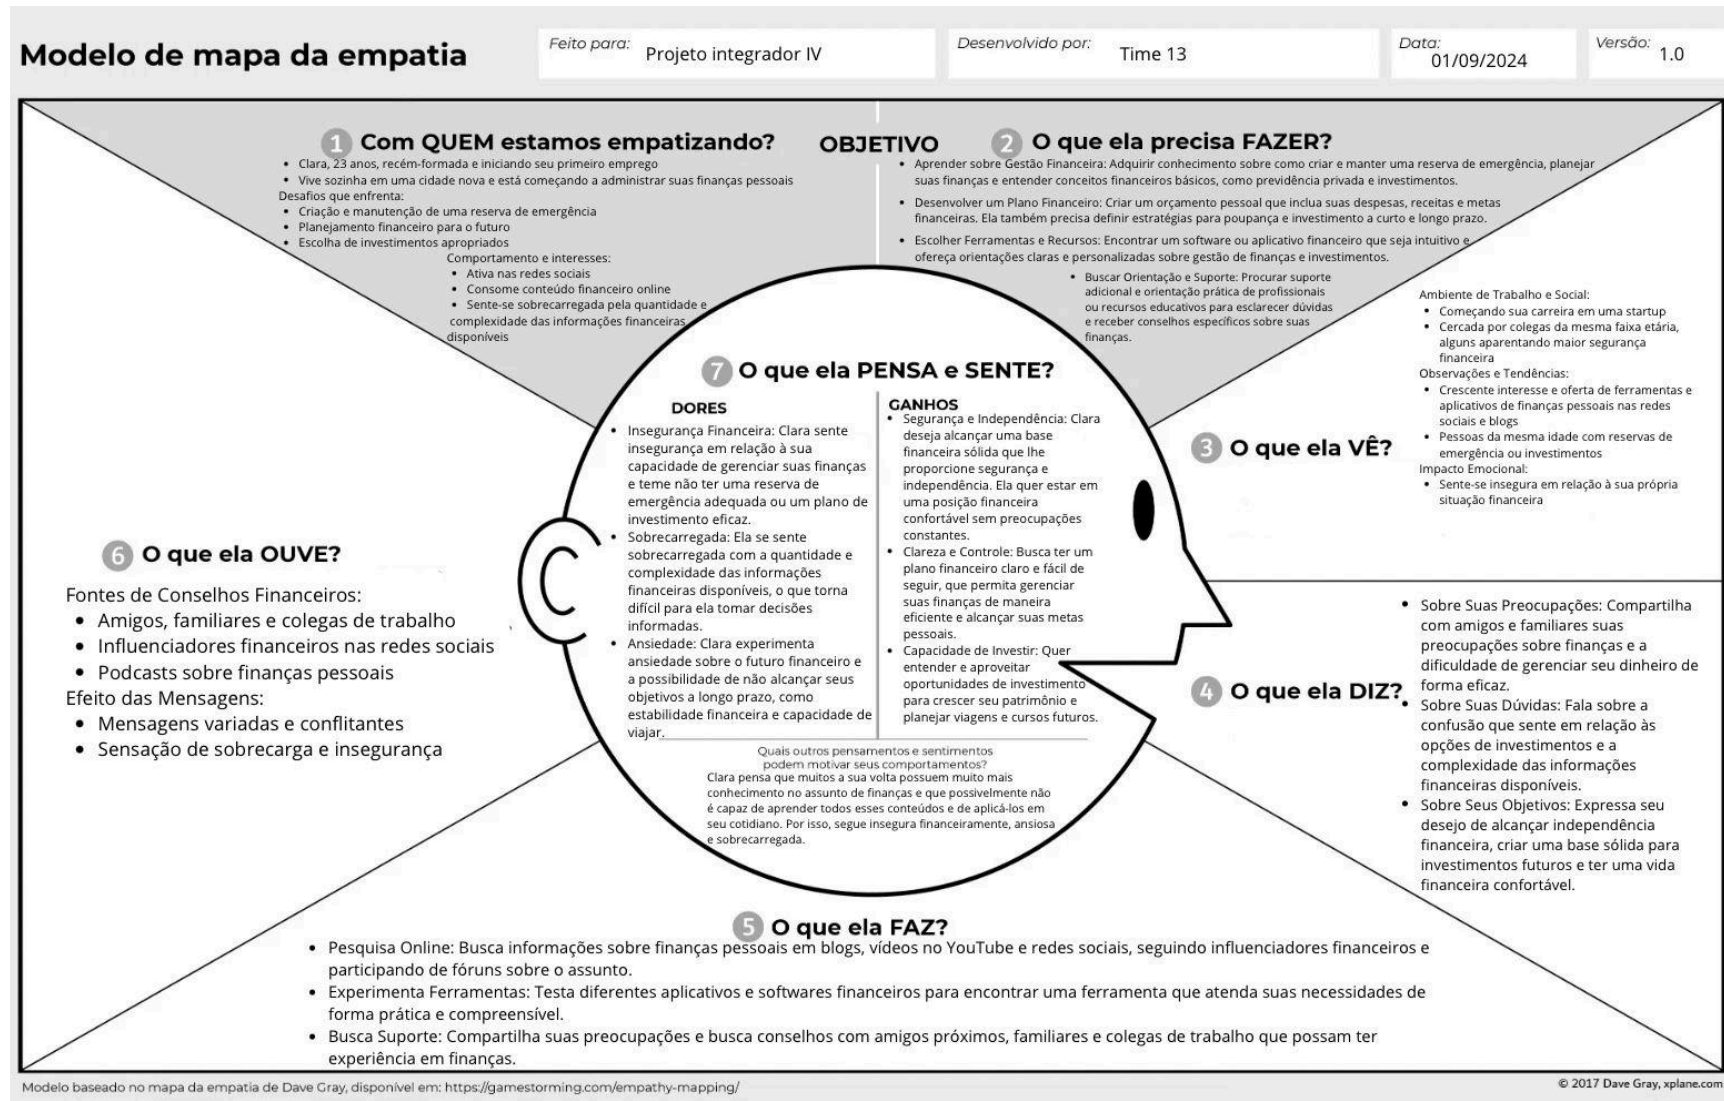 Modelo de mapa da empatia
Feito para:
Projeto integrador IV
Desenvolvido por:
Time 13
Data:
01/09/2024
Versão:
1.0
1 Com QUEM estamos empatizando?
• Clara, 23 anos, recém-formada e iniciando seu primeiro emprego
• Vive sozinha em uma cidade nova e está começando a administrar suas finanças pessoais
Desafios que enfrenta:
• Criação e manutenção de uma reserva de emergência
• Planejamento financeiro para o futuro
• Escolha de investimentos apropriados
Comportamento e interesses:
• Ativa nas redes sociais
• Consome conteúdo financeiro online
• Sente-se sobrecarregada pela quantidade e
complexidade das informações financeiras
disponíveis
OBJETIVO
2 O que ela precisa FAZER?
• Aprender sobre Gestão Financeira: Adquirir conhecimento sobre como criar e manter uma reserva de emergência, planejar
suas finanças e entender conceitos financeiros básicos, como previdência privada e investimentos.
• Desenvolver um Plano Financeiro: Criar um orçamento pessoal que inclua suas despesas, receitas e metas
financeiras. Ela também precisa definir estratégias para poupança e investimento a curto e longo prazo.
• Escolher Ferramentas e Recursos: Encontrar um software ou aplicativo financeiro que seja intuitivo e
ofereça orientações claras e personalizadas sobre gestão de finanças e investimentos.
• Buscar Orientação e Suporte: Procurar suporte
adicional e orientação prática de profissionais
ou recursos educativos para esclarecer dúvidas
e receber conselhos específicos sobre suas
finanças.
3 O que ela VÊ?
Ambiente de Trabalho e Social:
• Começando sua carreira em uma startup
• Cercada por colegas da mesma faixa etária,
alguns aparentando maior segurança
financeira
Observações e Tendências:
• Crescente interesse e oferta de ferramentas e
aplicativos de finanças pessoais nas redes
sociais e blogs
• Pessoas da mesma idade com reservas de
emergência ou investimentos
Impacto Emocional:
• Sente-se insegura em relação à sua própria
situação financeira
4 O que ela DIZ?
• Sobre Suas Preocupações: Compartilha
com amigos e familiares suas
preocupações sobre finanças e a
dificuldade de gerenciar seu dinheiro de
forma eficaz.
• Sobre Suas Dúvidas: Fala sobre a
confusão que sente em relação às
opções de investimentos e a
complexidade das informações
financeiras disponíveis.
• Sobre Seus Objetivos: Expressa seu
desejo de alcançar independência
financeira, criar uma base sólida para
investimentos futuros e ter uma vida
financeira confortável.
5 O que ela FAZ?
• Pesquisa Online: Busca informações sobre finanças pessoais em blogs, vídeos no YouTube e redes sociais, seguindo influenciadores financeiros e
participando de fóruns sobre o assunto.
• Experimenta Ferramentas: Testa diferentes aplicativos e softwares financeiros para encontrar uma ferramenta que atenda suas necessidades de
forma prática e compreensível.
• Busca Suporte: Compartilha suas preocupações e busca conselhos com amigos próximos, familiares e colegas de trabalho que possam ter
experiência em finanças.
6 O que ela OUVE?
Fontes de Conselhos Financeiros:
• Amigos, familiares e colegas de trabalho
• Influenciadores financeiros nas redes sociais
• Podcasts sobre finanças pessoais
Efeito das Mensagens:
• Mensagens variadas e conflitantes
• Sensação de sobrecarga e insegurança
7 O que ela PENSA e SENTE?
DORES
• Insegurança Financeira: Clara sente
insegurança em relação à sua
capacidade de gerenciar suas finanças
e teme não ter uma reserva de
emergência adequada ou um plano de
investimento eficaz.
• Sobrecarregada: Ela se sente
sobrecarregada com a quantidade e
complexidade das informações
financeiras disponíveis, o que torna
difícil para ela tomar decisões
informadas.
• Ansiedade: Clara experimenta
ansiedade sobre o futuro financeiro e
a possibilidade de não alcançar seus
objetivos a longo prazo, como
estabilidade financeira e capacidade de
viajar.
GANHOS
• Segurança e Independência: Clara
deseja alcançar uma base
financeira sólida que lhe
proporcione segurança e
independência. Ela quer estar em
uma posição financeira
confortável sem preocupações
constantes.
• Clareza e Controle: Busca ter um
plano financeiro claro e fácil de
seguir, que permita gerenciar
suas finanças de maneira
eficiente e alcançar suas metas
pessoais.
• Capacidade de Investir: Quer
entender e aproveitar
oportunidades de investimento
para crescer seu patrimônio e
planejar viagens e cursos futuros.
Quais outros pensamentos e sentimentos
podem motivar seus comportamentos?
Clara pensa que muitos a sua volta possuem muito mais
conhecimento no assunto de finanças e que possivelmente não
é capaz de aprender todos esses conteúdos e de aplicá-los em
seu cotidiano. Por isso, segue insegura financeiramente, ansiosa
e sobrecarregada.
Modelo baseado no mapa da empatia de Dave Gray, disponível em: https://gamestorming.com/empathy-mapping/
© 2017 Dave Gray, xplane.com